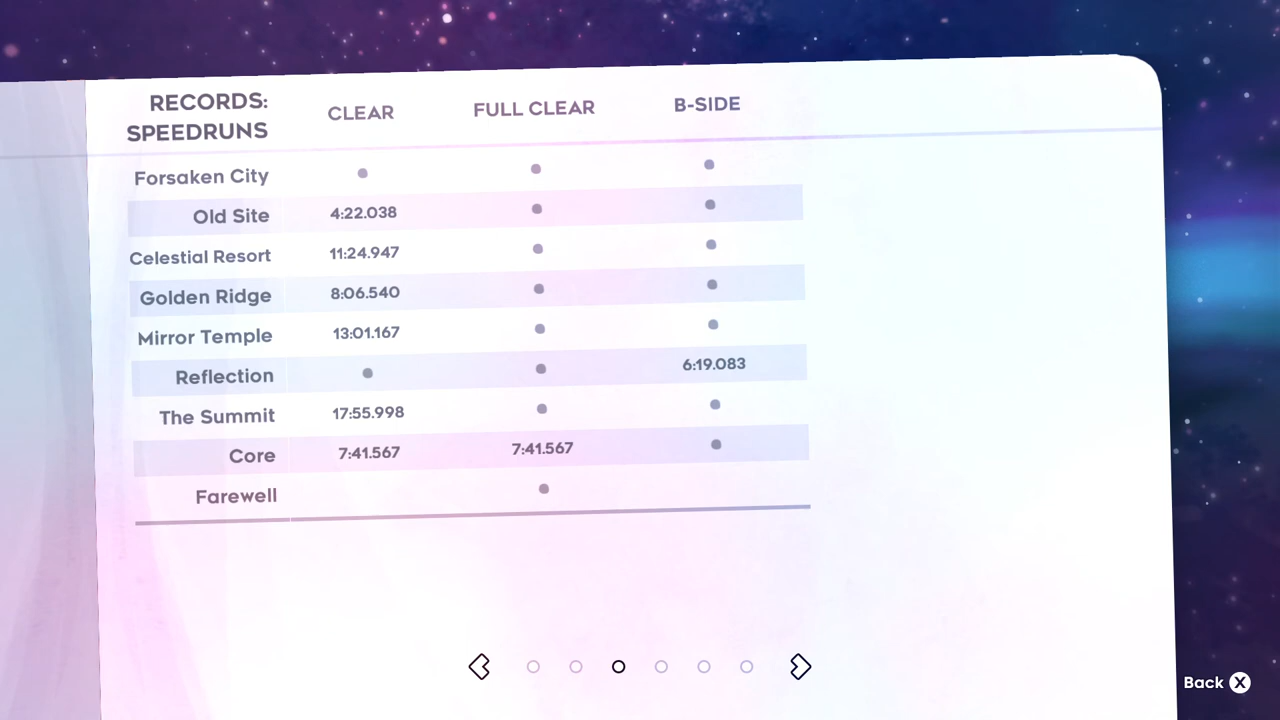 RECORDS:
SPEEDRUNS
CLEAR FULL CLEAR B-SIDE
Forsaken City
Old Site 4:22.038
Celestial Resort 11:24.947
Golden Ridge 8:06.540
Mirror Temple 13:01.167
Reflection 6:19.083
The Summit 17:55.998
Core 7:41.567 7:41.567
Farewell
Back X